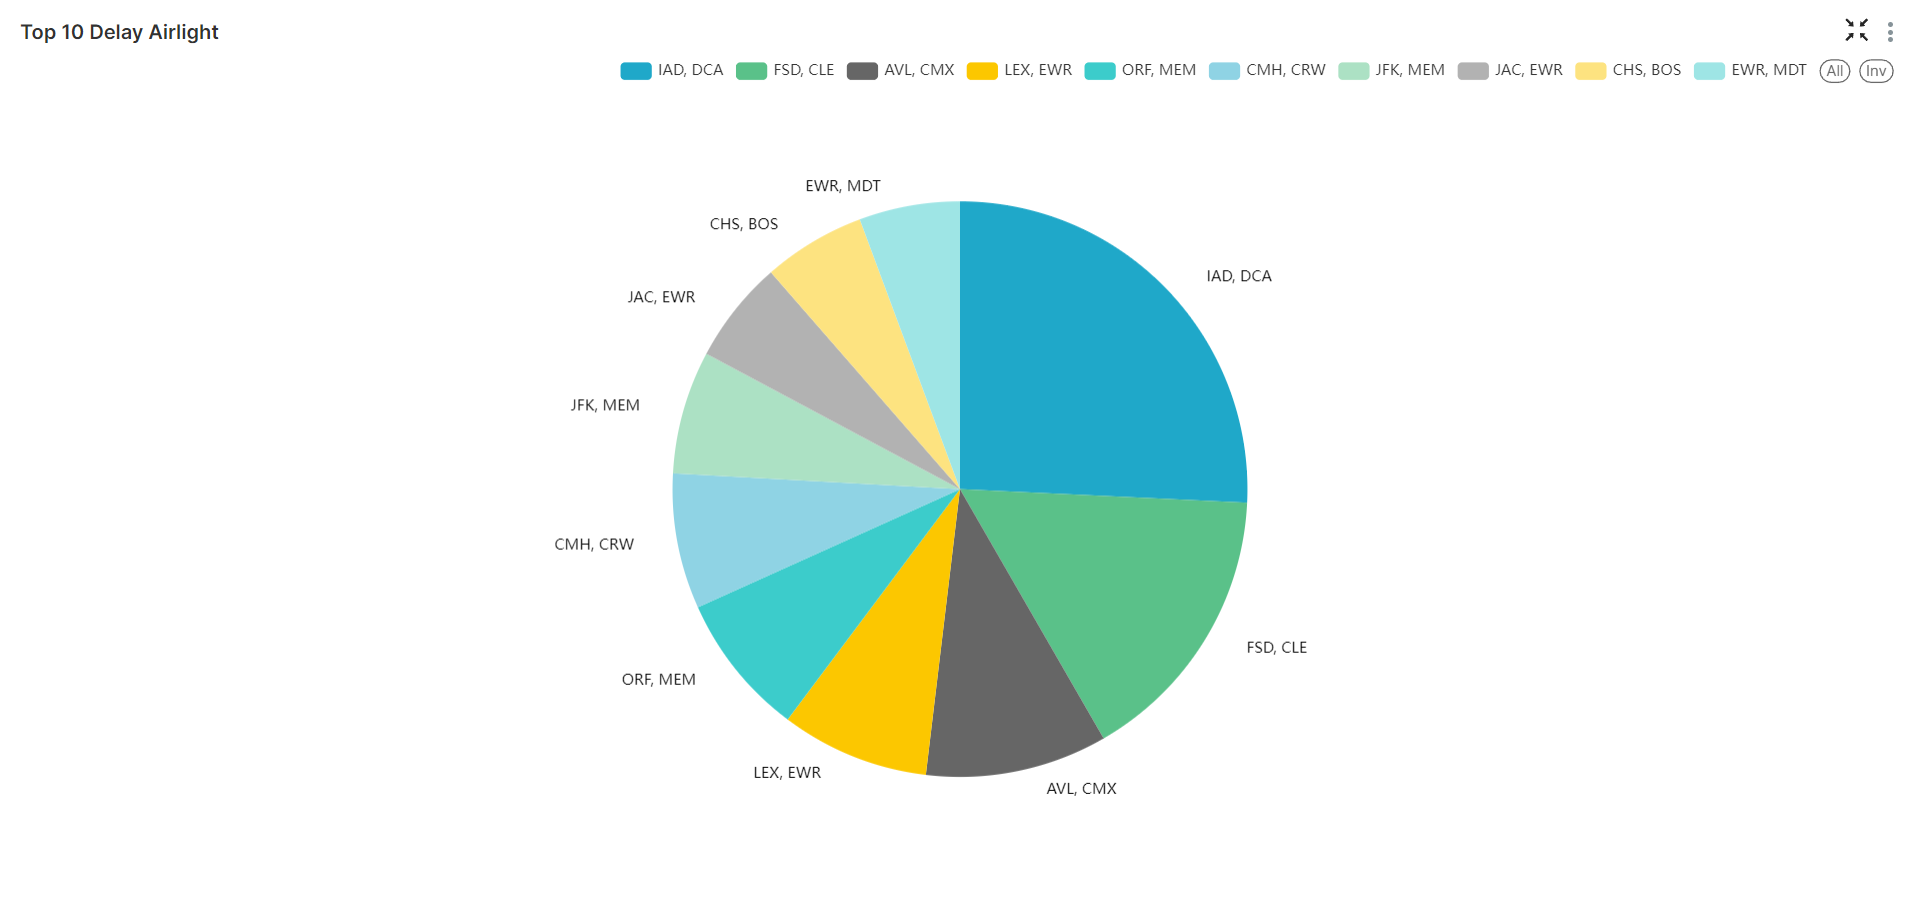 Top 10 Delay Airlight
IAD, DCA FSD, CLE AVL, CMX LEX, EWR ORF, MEM CMH, CRW JFK, MEM JAC, EWR CHS, BOS EWR, MDT All Inv
EWR, MDT
CHS, BOS
IAD, DCA
JAC, EWR
JFK, MEM
CMH, CRW
FSD, CLE
ORF, MEM
LEX, EWR
AVL, CMX